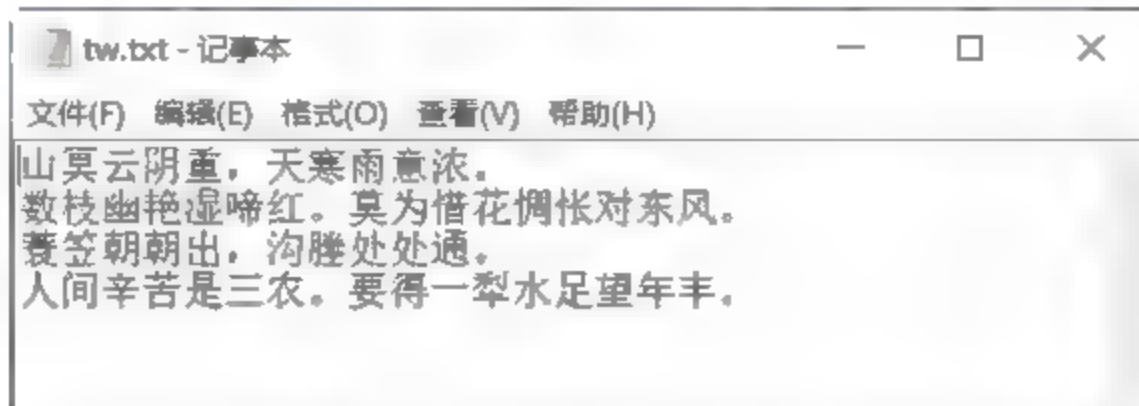 tw.txt - 记事本
文件(F) 编辑(E) 格式(O) 查看(V) 帮助(H)
山冥云阴重，天寒雨意浓。
数枝幽艳湿啼红。莫为惜花惆怅对东风。
蓑笠朝朝出，沟塍处处通。
人间辛苦是三农。要得一犁水足望年丰。